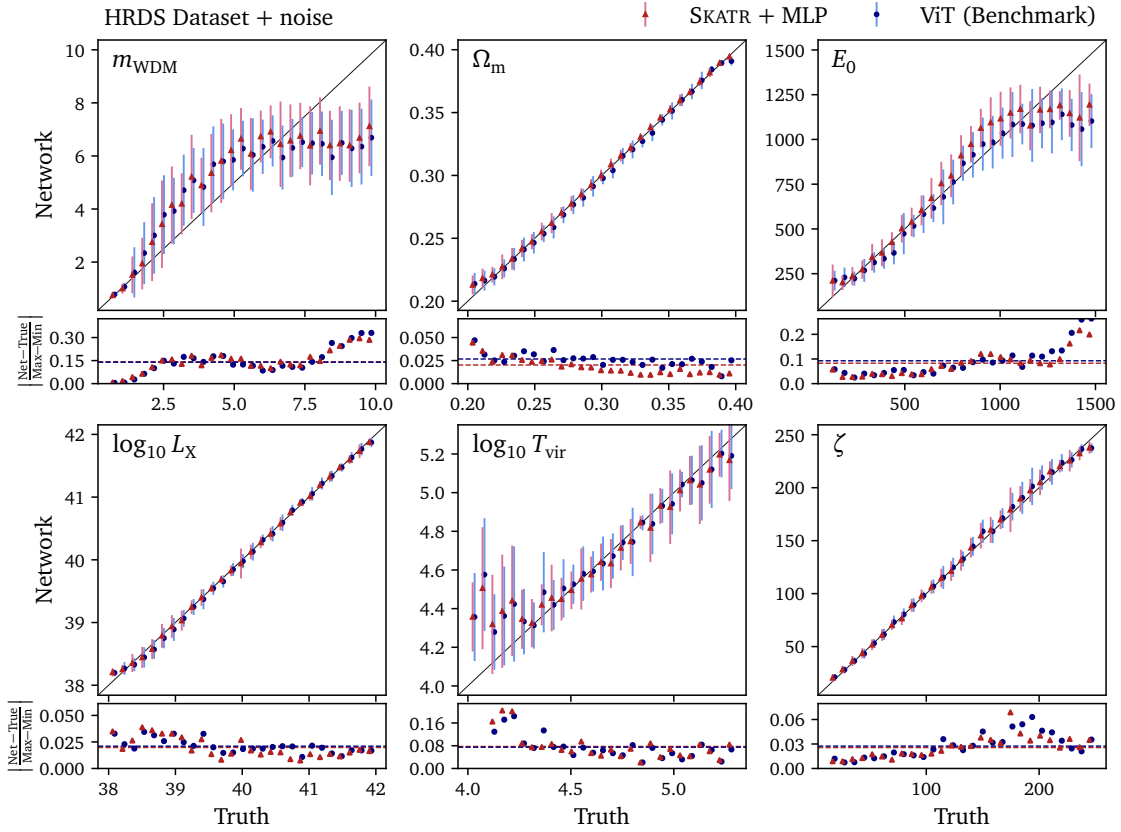 HRDS Dataset + noise
SKATR + MLP
ViT (Benchmark)
m_WDM
Ω_m
E_0
Network
10
8
6
4
2
0.40
0.35
0.30
0.25
0.20
1500
1250
1000
750
500
250
|Net−True
Max−Min|
0.30
0.15
0.00
0.050
0.025
0.000
0.2
0.1
0.0
2.5 5.0 7.5 10.0
0.20 0.25 0.30 0.35 0.40
500 1000 1500
log₁₀ L_X
log₁₀ T_vir
ζ
Network
42
41
40
39
38
5.2
5.0
4.8
4.6
4.4
4.2
4.0
250
200
150
100
50
|Net−True
Max−Min|
0.050
0.025
0.000
0.16
0.08
0.00
0.06
0.03
0.00
38 39 40 41 42
4.0 4.5 5.0
100 200
Truth
Truth
Truth